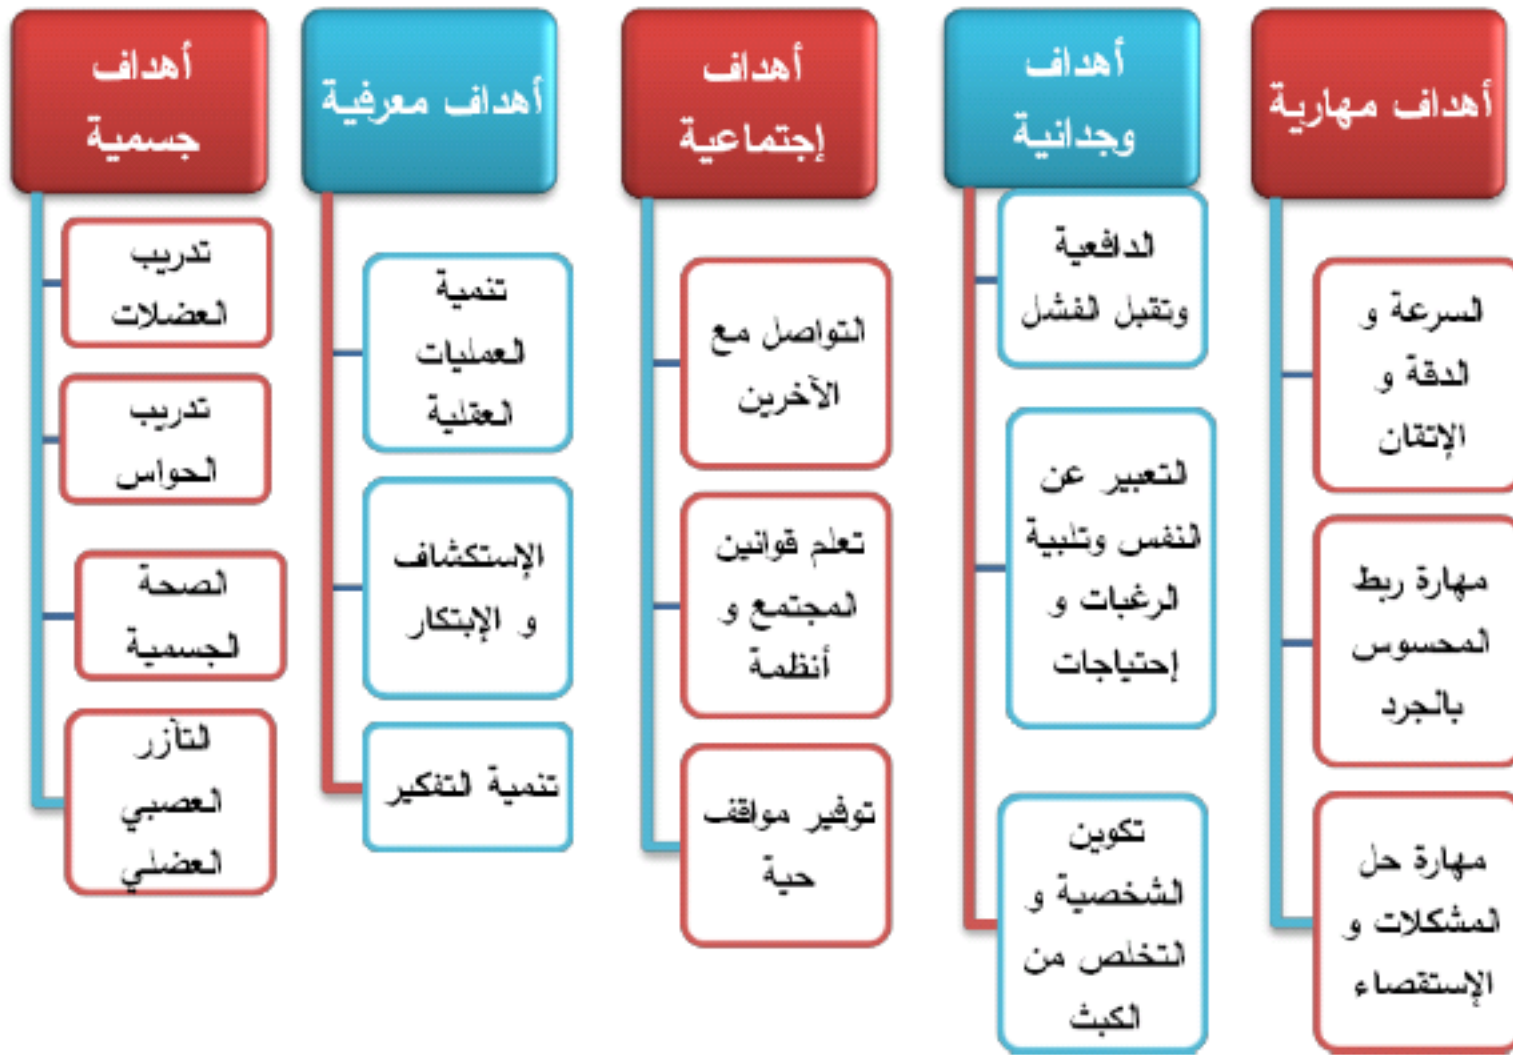 أهداف مهارية
السرعة و
الدقة و
الإتقان
مهارة ربط
المحسوس
بالجرد
مهارة حل
المشكلات و
الإستقصاء
أهداف
وجدانية
الدافعية
وتقبل الفشل
التعبير عن
النفس وتلبية
الرغبات و
إحتياجات
تكوين
الشخصية و
التخلص من
الكبث
أهداف
إجتماعية
التواصل مع
الآخرين
تعلم قوانين
المجتمع و
أنظمة
توفير مواقف
حية
أهداف معرفية
تنمية
العمليات
العقلية
الإستكشاف
و الإبتكار
تنمية التفكير
أهداف
جسمية
تدريب
العضلات
تدريب
الحواس
الصحة
الجسمية
التآزر
العصبي
العضلي